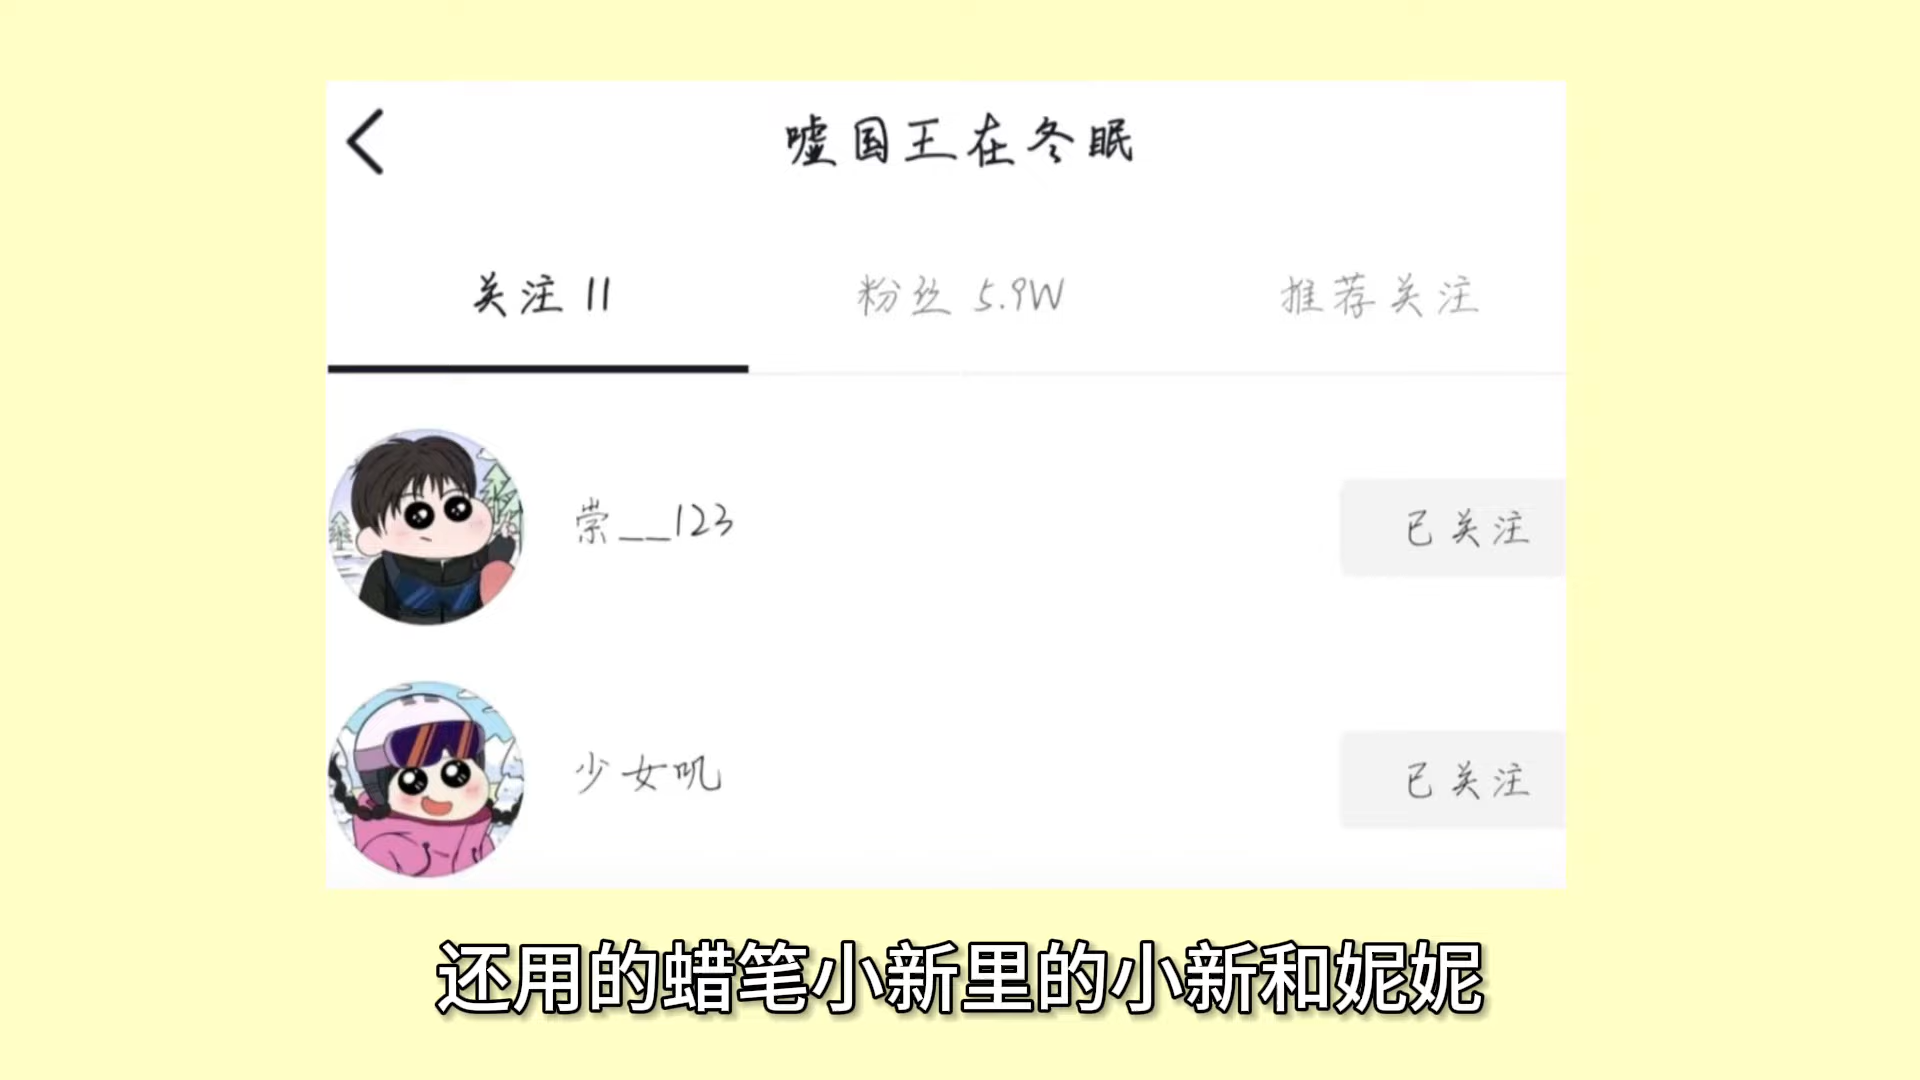 嘘国王在冬眠
关注 11
粉丝 5.9W
推荐关注
崇__123
已关注
少女叽
已关注
还用的蜡笔小新里的小新和妮妮